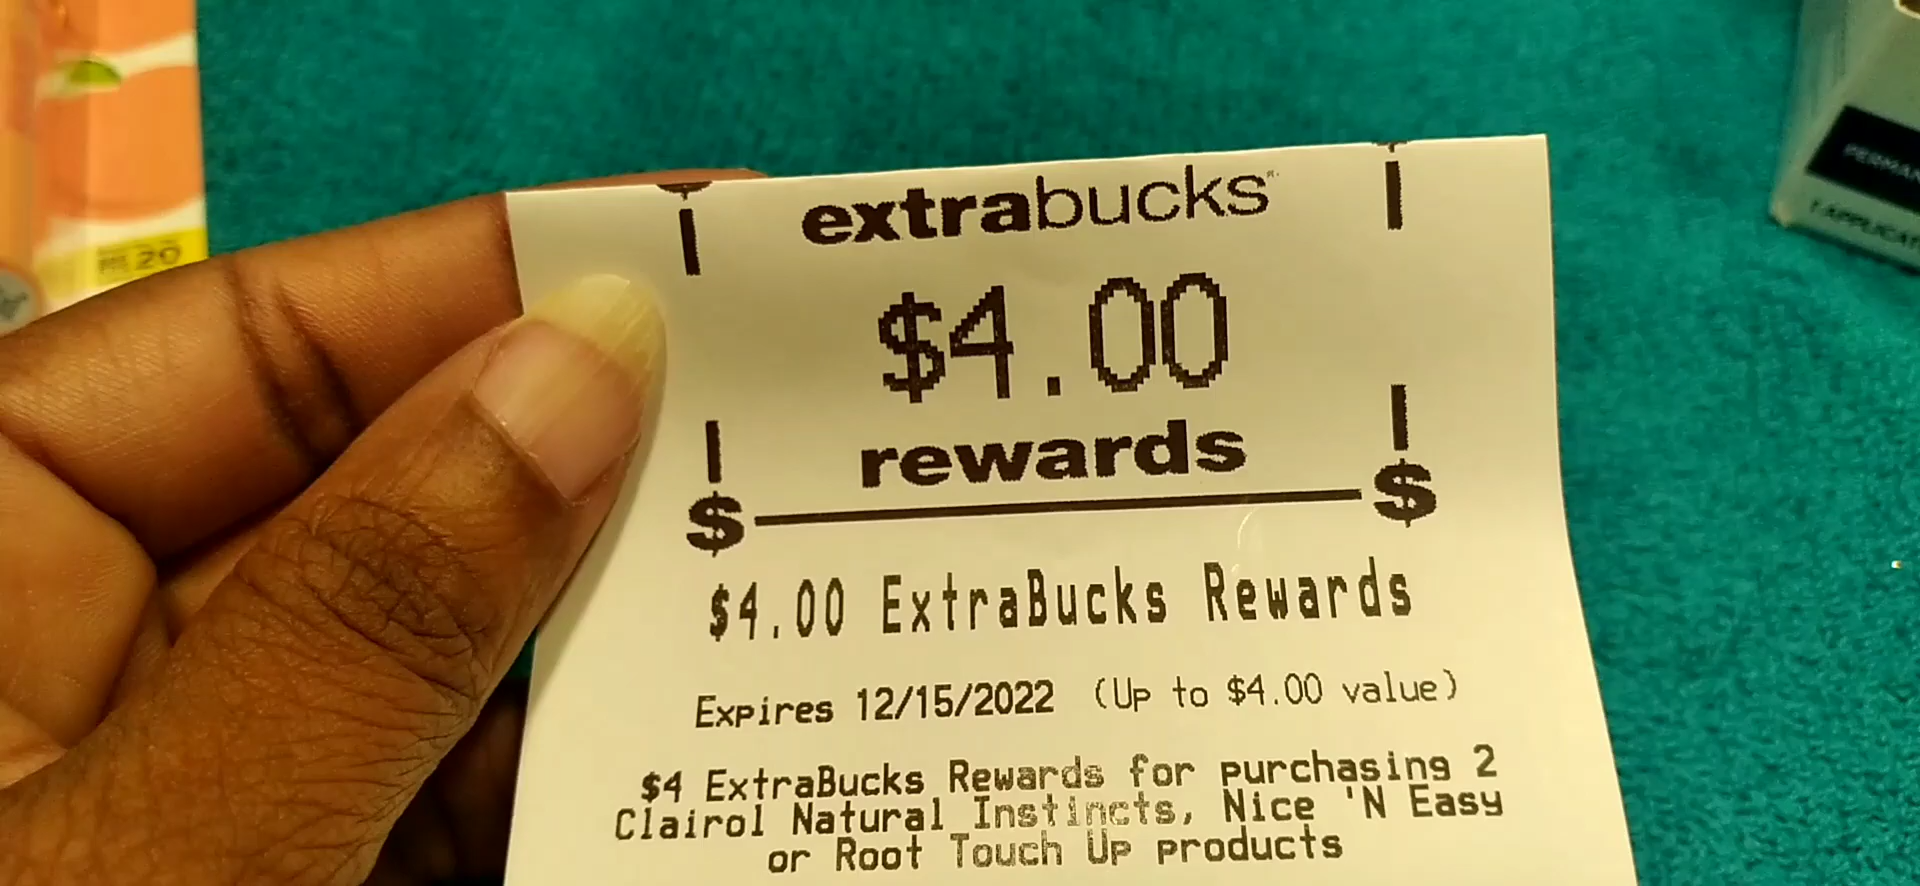 extrabucks
$4.00
rewards
$ $
$4.00 ExtraBucks Rewards
Expires 12/15/2022 (Up to $4.00 value)
$4 ExtraBucks Rewards for purchasing 2
Clairol Natural Instincts, Nice 'N Easy
or Root Touch Up products
20